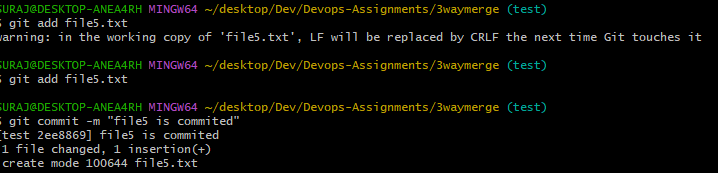 SURAJ@DESKTOP-ANEA4RH MINGW64 ~/desktop/Dev/Devops-Assignments/3waymerge (test)
$ git add file5.txt
warning: in the working copy of 'file5.txt', LF will be replaced by CRLF the next time Git touches it
SURAJ@DESKTOP-ANEA4RH MINGW64 ~/desktop/Dev/Devops-Assignments/3waymerge (test)
$ git add file5.txt
SURAJ@DESKTOP-ANEA4RH MINGW64 ~/desktop/Dev/Devops-Assignments/3waymerge (test)
$ git commit -m "file5 is commited"
[test 2ee8869] file5 is commited
1 file changed, 1 insertion(+)
create mode 100644 file5.txt